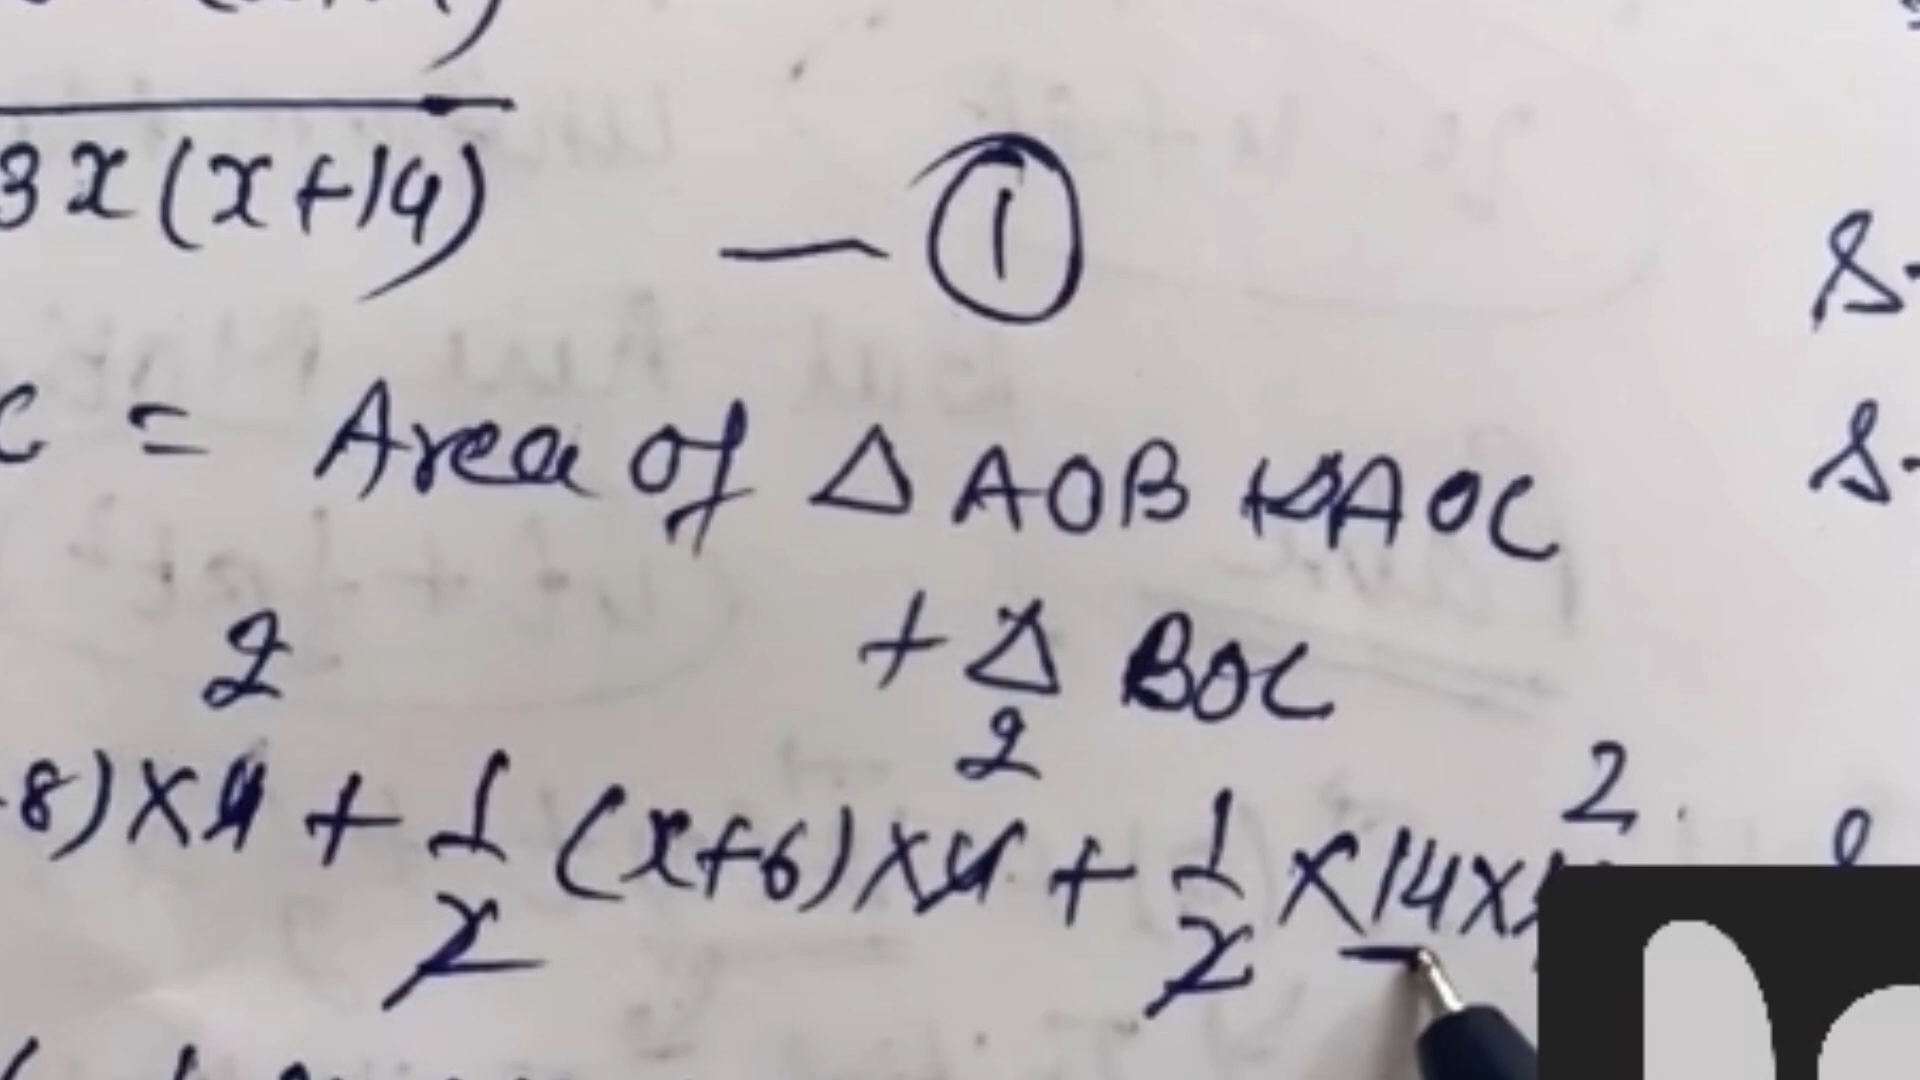 3x(x+14) — ①
c = Area of △ AOB + △ AOC
2 + △ BOC
2 2
8)×4 + 1/2 (x+6)×4 + 1/2 ×14×